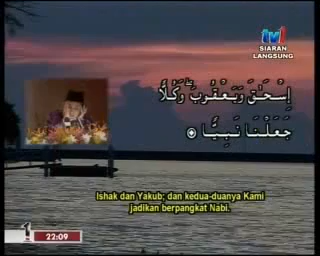 tv1
SIARAN
LANGSUNG
إِسْحَٰقَ وَيَعْقُوبَ ۖ وَكُلًّا
جَعَلْنَا نَبِيًّا
Ishak dan Yakub; dan kedua-duanya Kami
jadikan berpangkat Nabi.
1
22:09